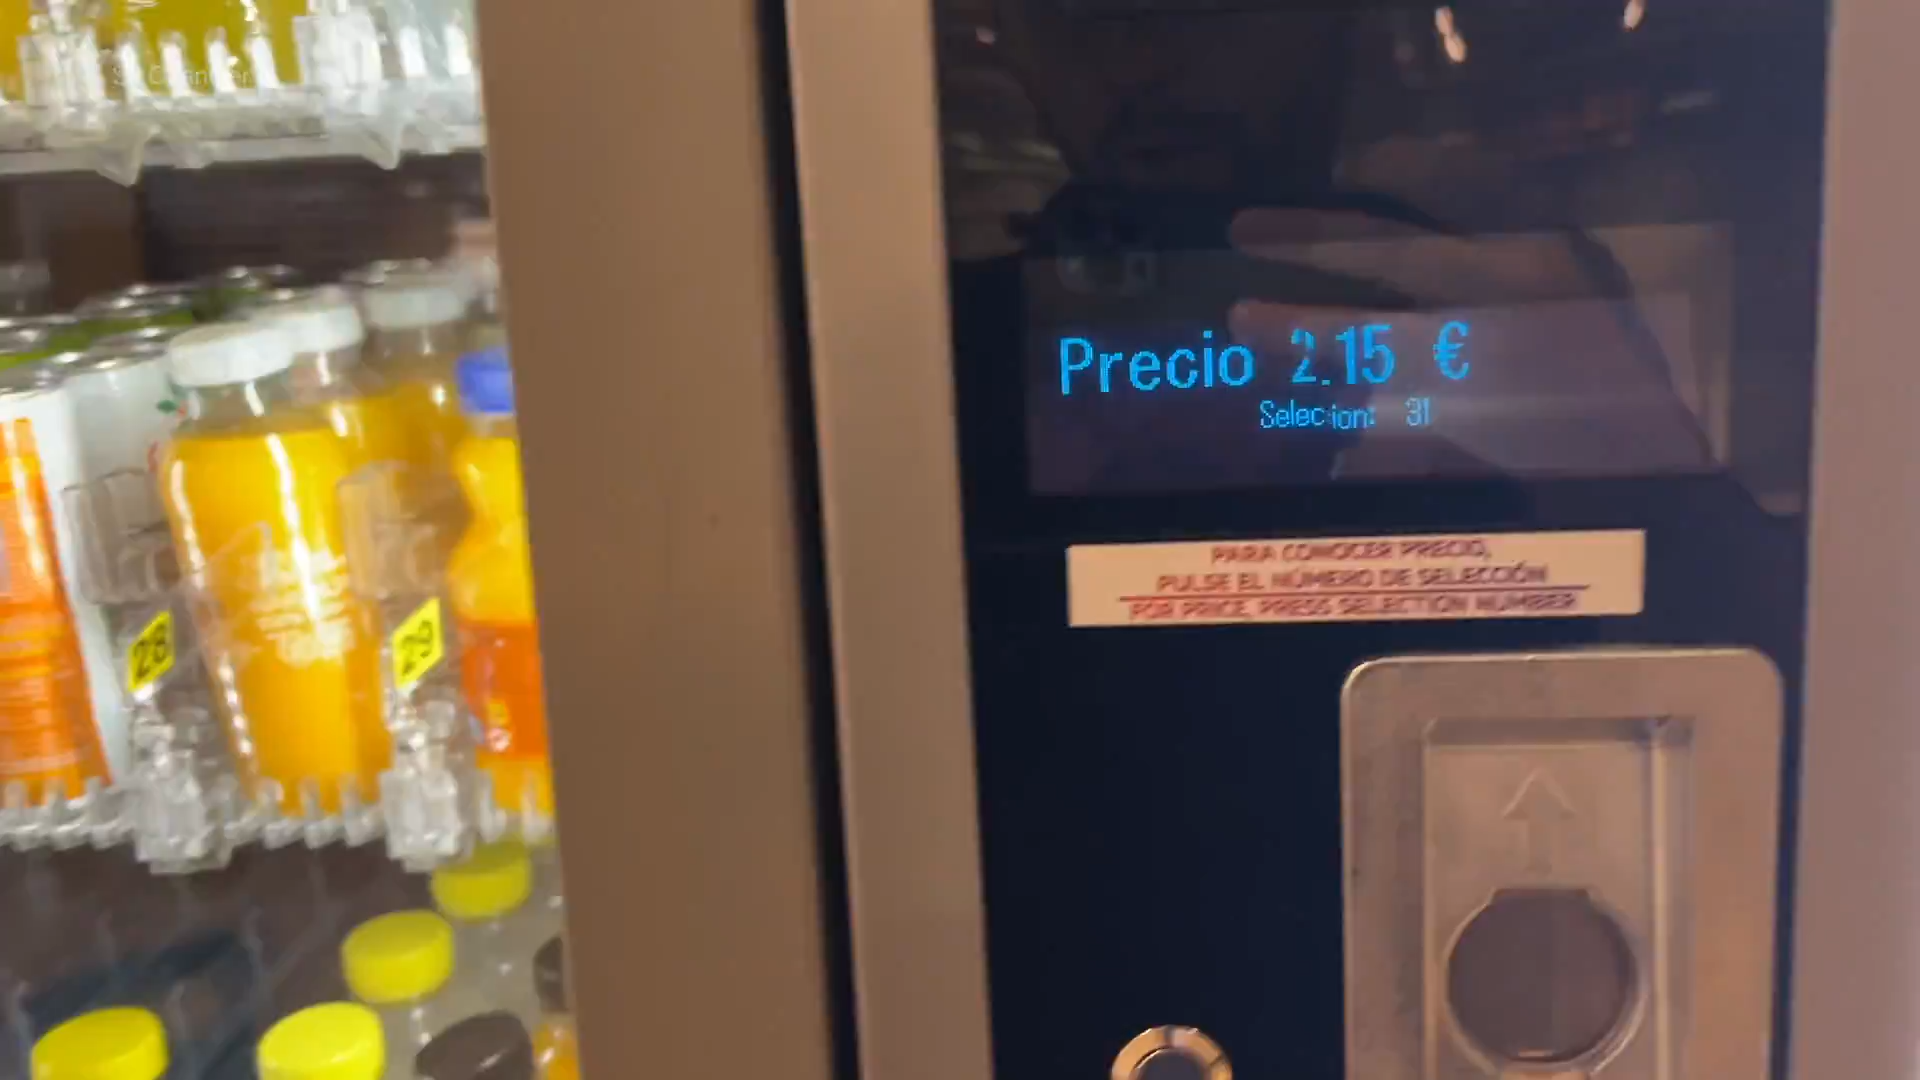 Precio 2.15 €
Seleccion: 31
PARA CONOCER PRECIO,
PULSE EL NÚMERO DE SELECCIÓN
FOR PRICE, PRESS SELECTION NUMBER
28
29